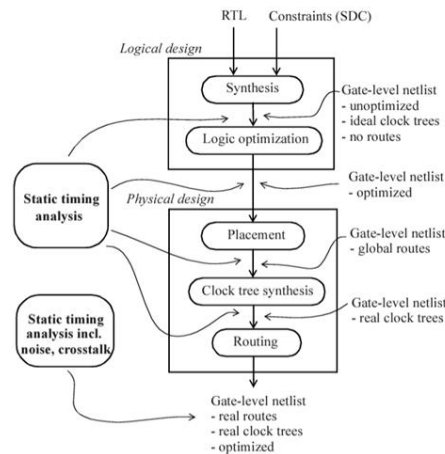 RTL
Constraints (SDC)
Logical design
Synthesis
Gate-level netlist
- unoptimized
- ideal clock trees
- no routes
Logic optimization
Static timing
analysis
Gate-level netlist
- optimized
Physical design
Placement
Gate-level netlist
- global routes
Clock tree synthesis
Gate-level netlist
- real clock trees
Static timing
analysis incl.
noise, crosstalk
Routing
Gate-level netlist
- real routes
- real clock trees
- optimized